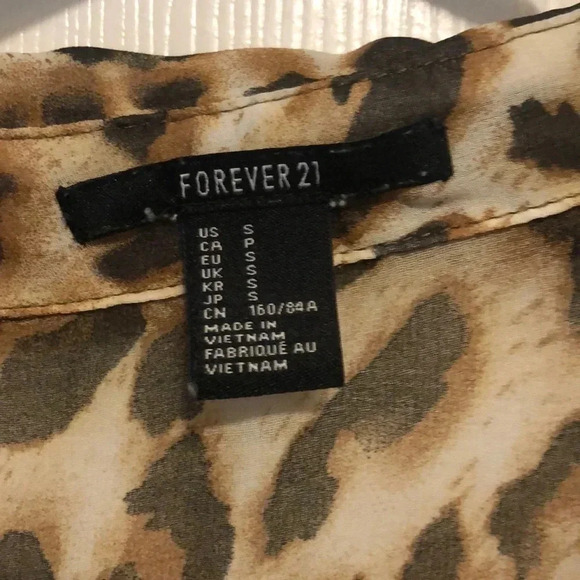 FOREVER 21
US S
CA P
EU S
UK S
KR S
JP S
CN 160/84A
MADE IN
VIETNAM
FABRIQUÉ AU
VIETNAM